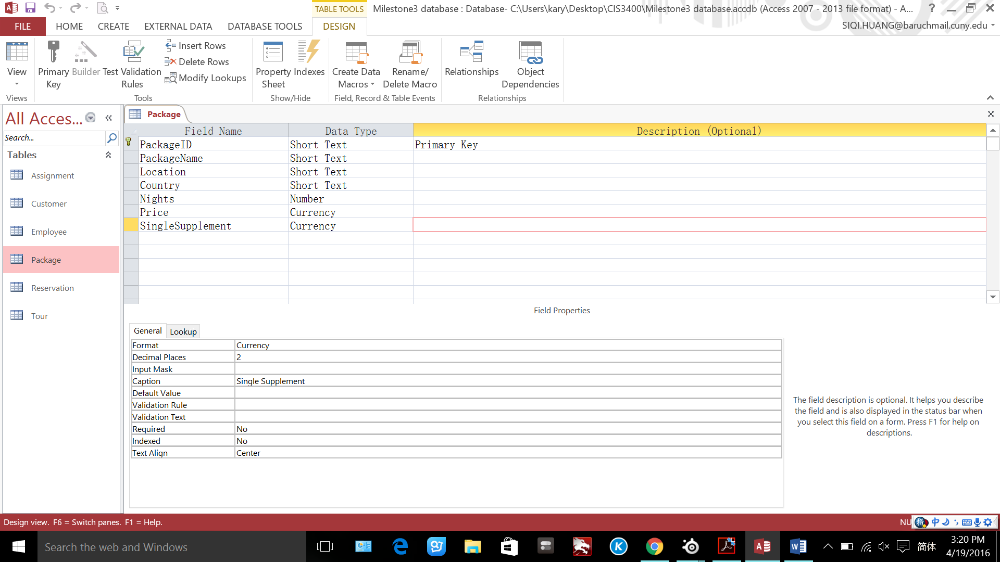 TABLE TOOLS
Milestone3 database : Database- C:\Users\kary\Desktop\CIS3400\Milestone3 database.accdb (Access 2007 - 2013 file format) - A...
?
FILE HOME CREATE EXTERNAL DATA DATABASE TOOLS DESIGN
SIQI.HUANG@baruchmail.cuny.edu
View
Primary Key
Builder
Test Validation Rules
Insert Rows
Delete Rows
Modify Lookups
Property Sheet
Indexes
Create Data Macros
Rename/ Delete Macro
Relationships
Object Dependencies
Views
Tools
Show/Hide
Field, Record & Table Events
Relationships
All Acces...
Search...
Tables
Assignment
Customer
Employee
Package
Reservation
Tour
Package
Field Name Data Type Description (Optional)
PackageID Short Text Primary Key
PackageName Short Text
Location Short Text
Country Short Text
Nights Number
Price Currency
SingleSupplement Currency
Field Properties
General Lookup
Format Currency
Decimal Places 2
Input Mask
Caption Single Supplement
Default Value
Validation Rule
Validation Text
Required No
Indexed No
Text Align Center
The field description is optional. It helps you describe
the field and is also displayed in the status bar when
you select this field on a form. Press F1 for help on
descriptions.
Design view. F6 = Switch panes. F1 = Help.
NU
中
Search the web and Windows
简体
3:20 PM
4/19/2016